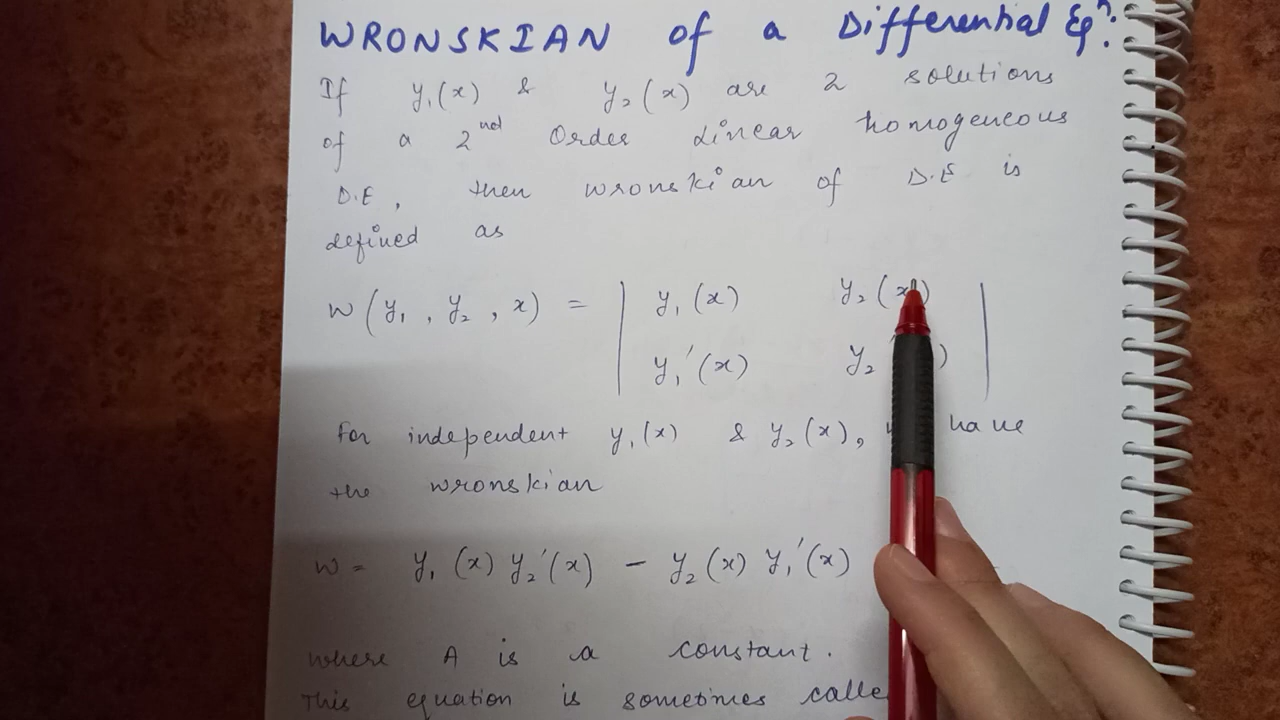 WRONSKIAN of a Differential Eqⁿ:
If y₁(x) & y₂(x) are 2 solutions
of a 2nd Order Linear homogeneous
D.E, then wronskian of D.E is
defined as
W(y₁, y₂, x) = | y₁(x) y₂(x) |
| y₁'(x) y₂ ) |
For independent y₁(x) & y₂(x), have
the wronskian
W = y₁(x) y₂'(x) − y₂(x) y₁'(x)
where A is a constant.
This equation is sometimes